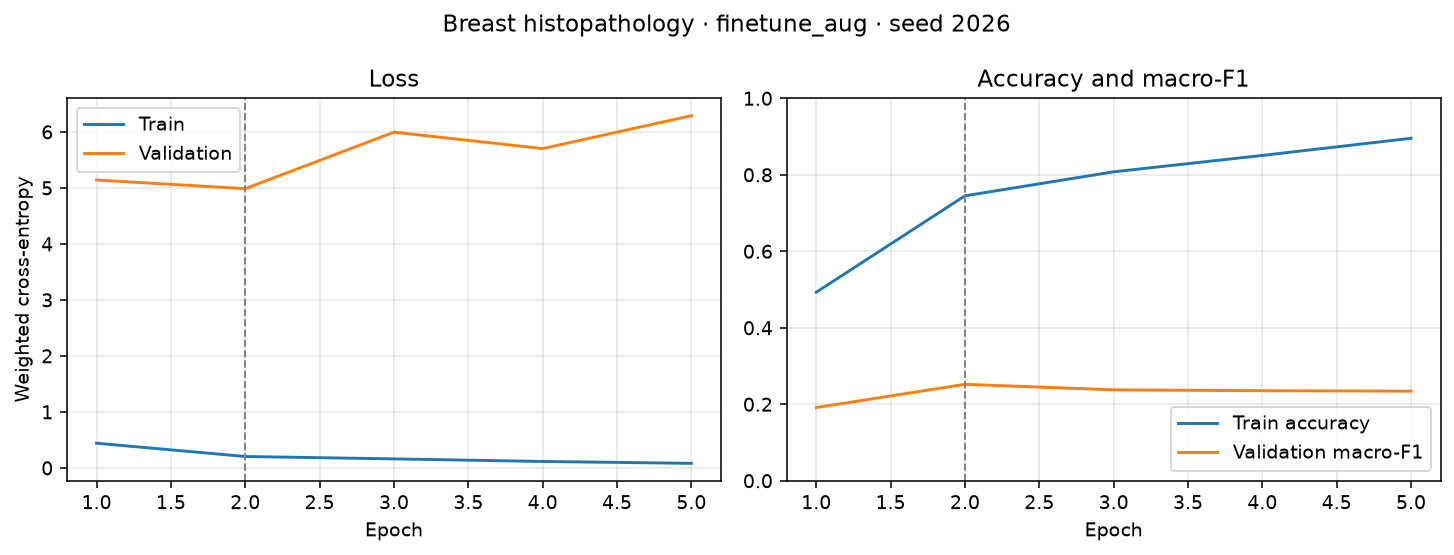 Breast histopathology · finetune_aug · seed 2026
Loss
Train
Validation
Weighted cross-entropy
6
5
4
3
2
1
0
1.0 1.5 2.0 2.5 3.0 3.5 4.0 4.5 5.0
Epoch
Accuracy and macro-F1
1.0
0.8
0.6
0.4
0.2
0.0
Train accuracy
Validation macro-F1
1.0 1.5 2.0 2.5 3.0 3.5 4.0 4.5 5.0
Epoch